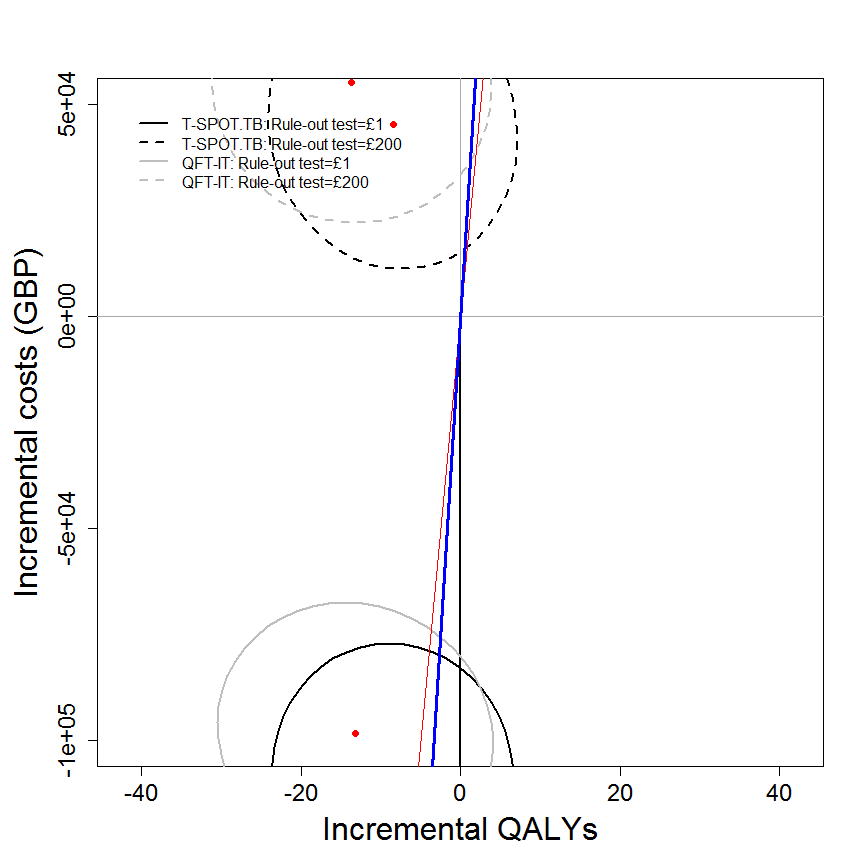 5e+04
0e+00
-5e+04
-1e+05
Incremental costs (GBP)
T-SPOT.TB: Rule-out test=£1
T-SPOT.TB: Rule-out test=£200
QFT-IT: Rule-out test=£1
QFT-IT: Rule-out test=£200
-40 -20 0 20 40
Incremental QALYs